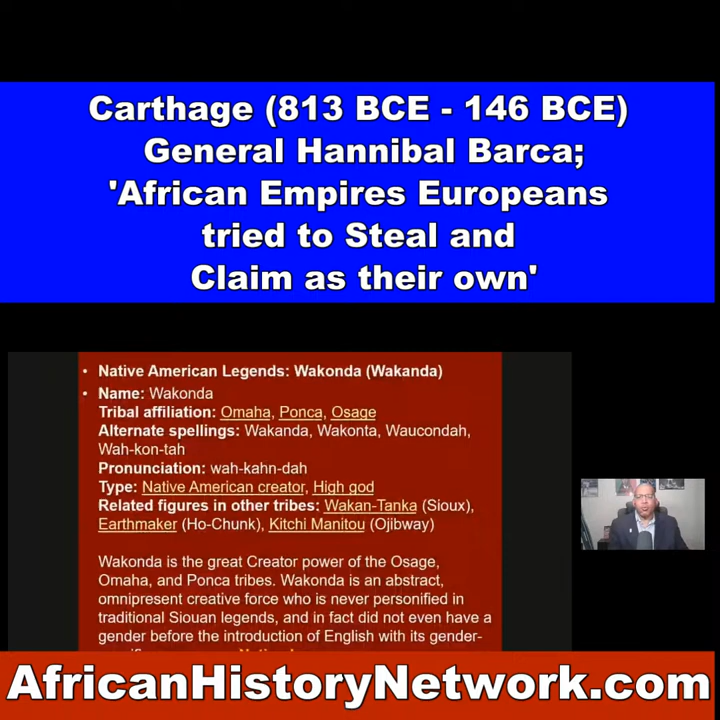 Carthage (813 BCE - 146 BCE)
General Hannibal Barca;
'African Empires Europeans
tried to Steal and
Claim as their own'
• Native American Legends: Wakonda (Wakanda)
• Name: Wakonda
Tribal affiliation: Omaha, Ponca, Osage
Alternate spellings: Wakanda, Wakonta, Waucondah,
Wah-kon-tah
Pronunciation: wah-kahn-dah
Type: Native American creator, High god
Related figures in other tribes: Wakan-Tanka (Sioux),
Earthmaker (Ho-Chunk), Kitchi Manitou (Ojibway)
Wakonda is the great Creator power of the Osage,
Omaha, and Ponca tribes. Wakonda is an abstract,
omnipresent creative force who is never personified in
traditional Siouan legends, and in fact did not even have a
gender before the introduction of English with its gender-
AfricanHistoryNetwork.com